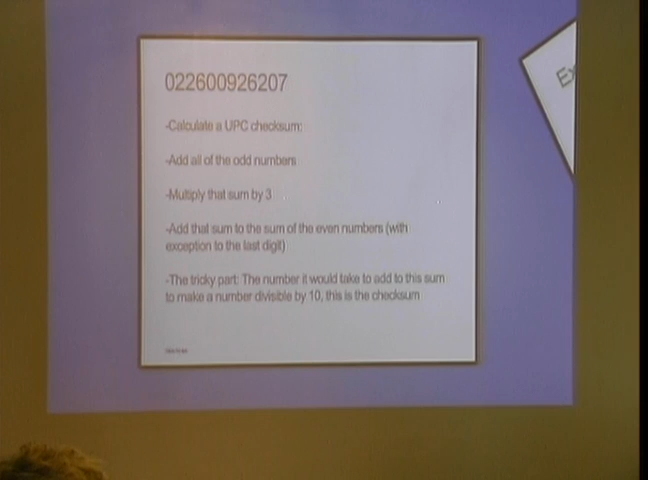 022600926207
-Calculate a UPC checksum:
-Add all of the odd numbers
-Multiply that sum by 3
-Add that sum to the sum of the even numbers (with
exception to the last digit)
-The tricky part: The number it would take to add to this sum
to make a number divisible by 10, this is the checksum
Ex